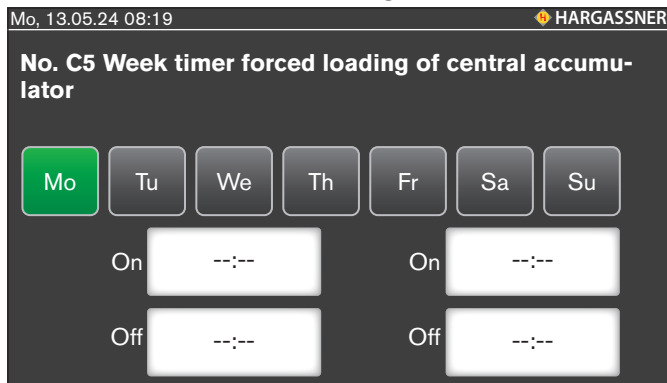 Mo, 13.05.24 08:19 HARGASSNER
No. C5 Week timer forced loading of central accumu-
lator
Mo Tu We Th Fr Sa Su
On --:-- On --:--
Off --:-- Off --:--